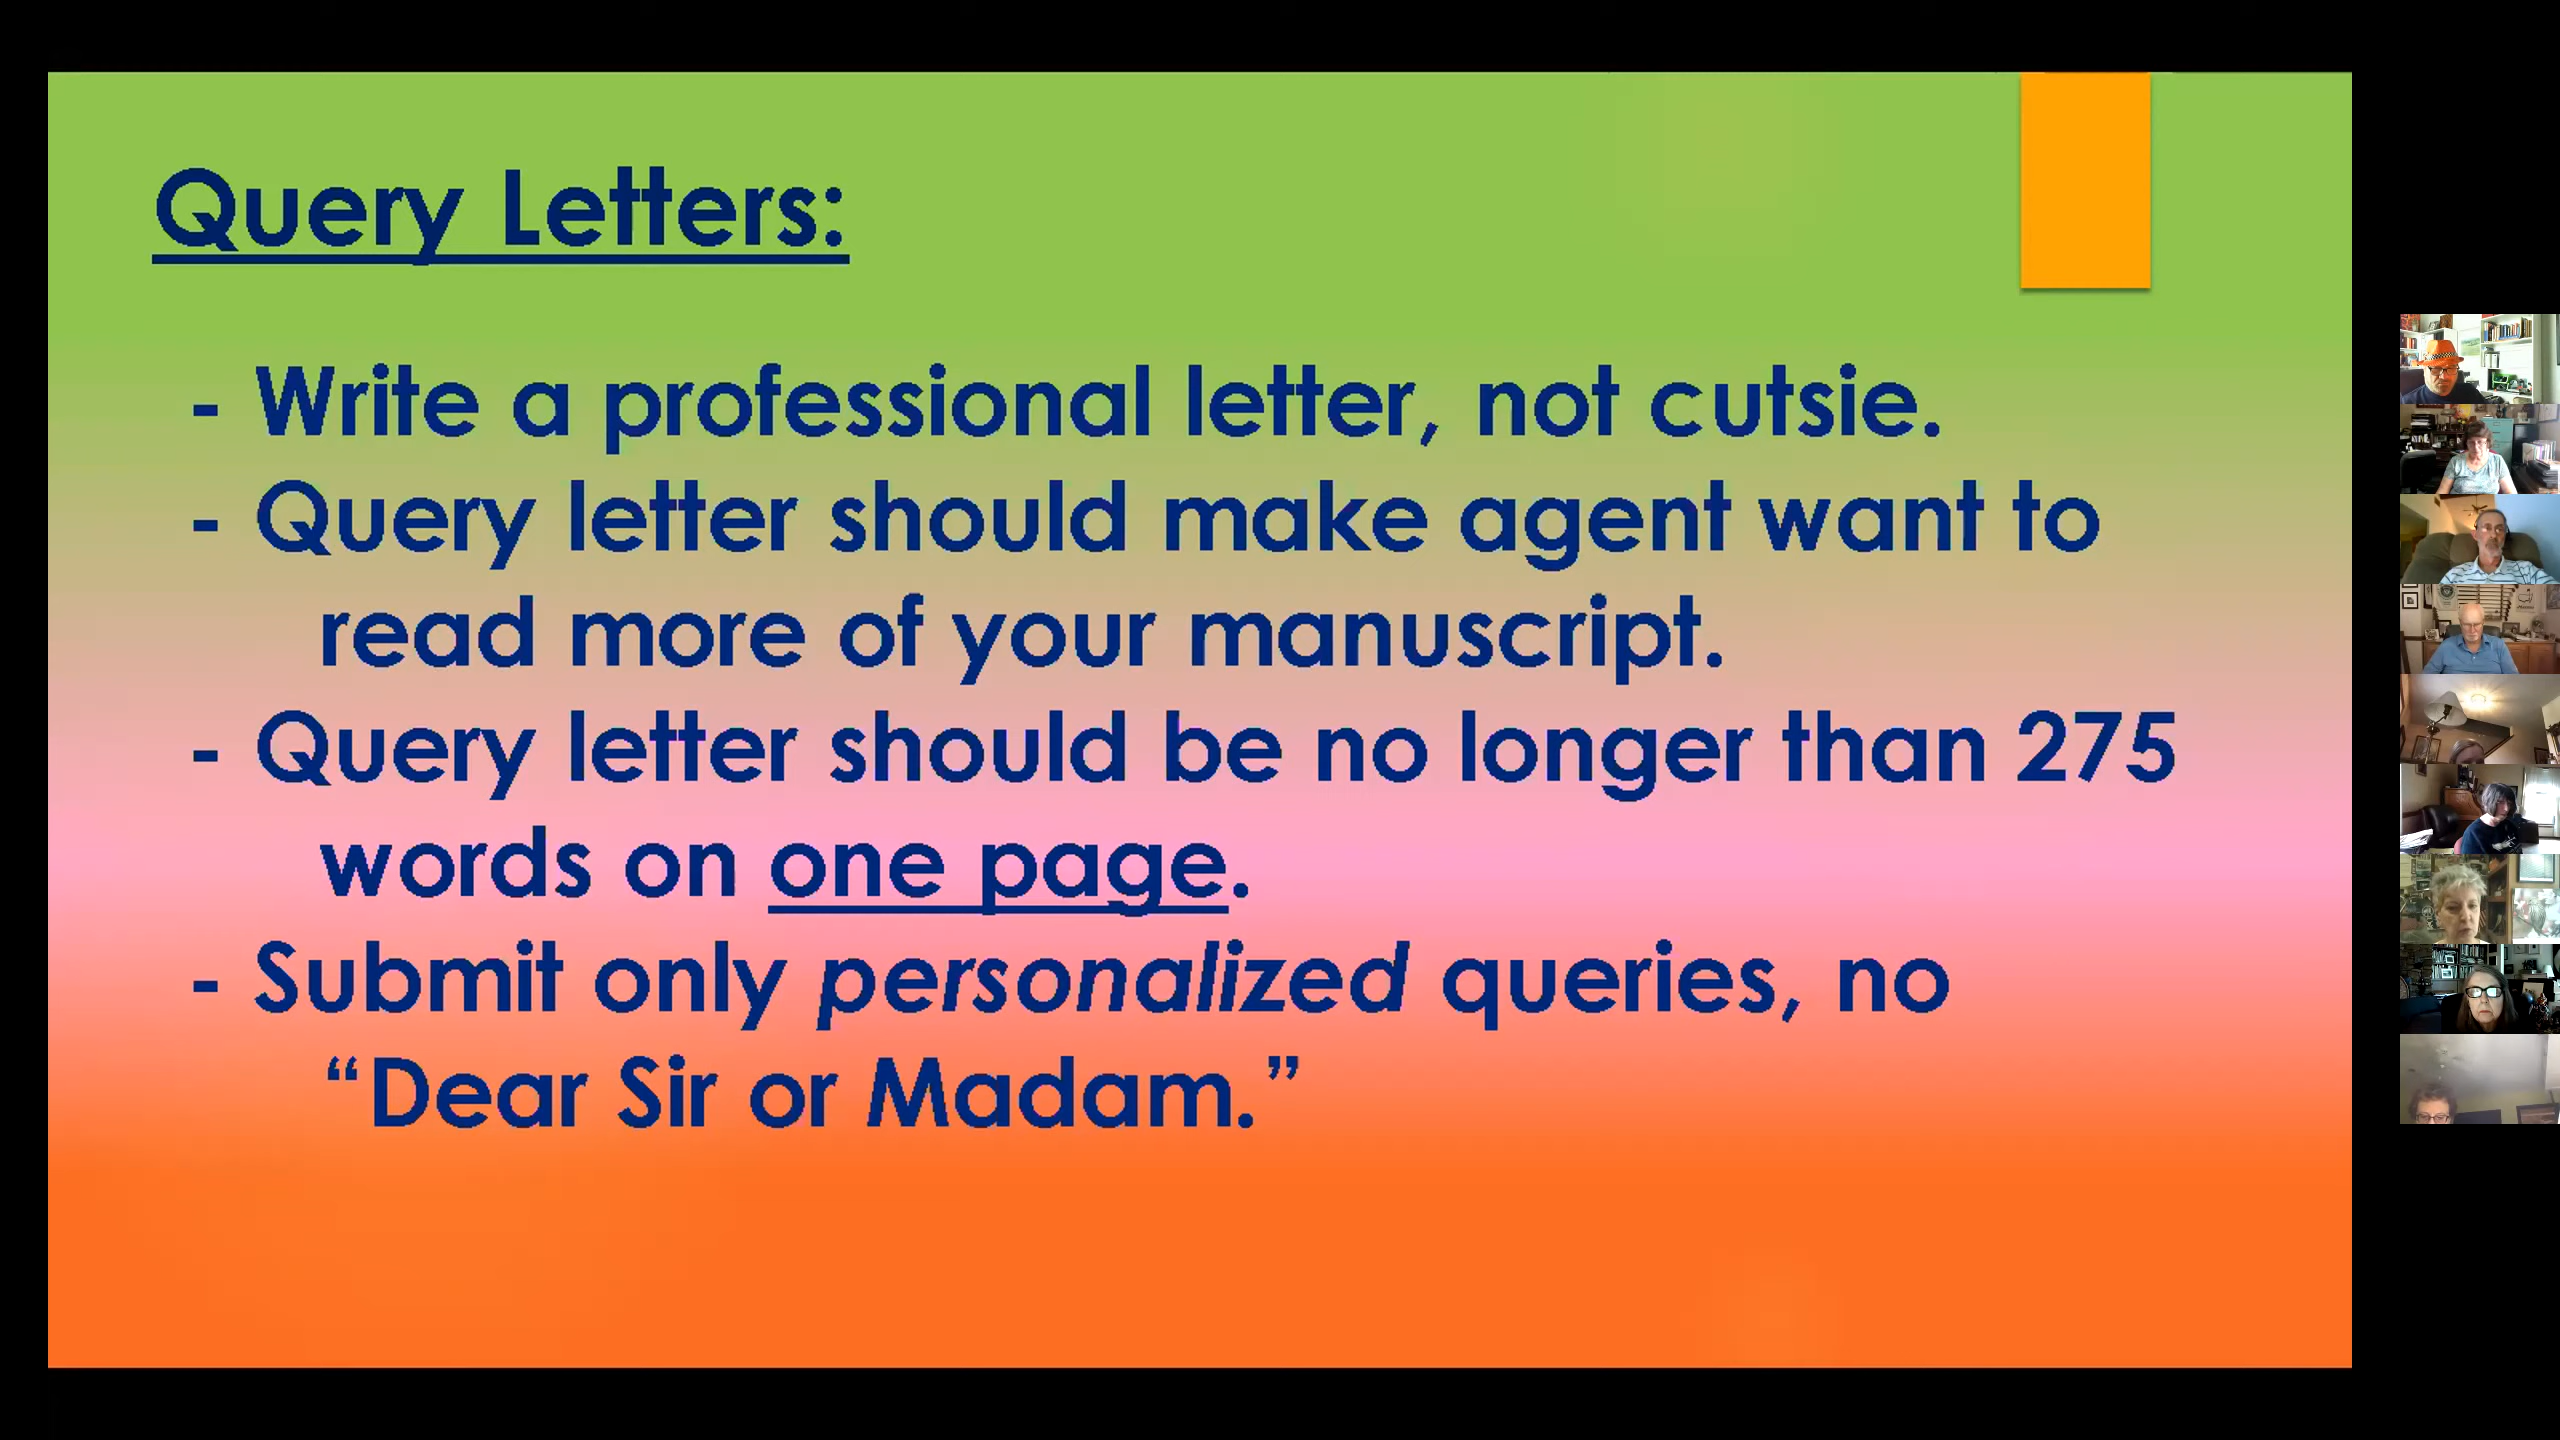 Query Letters:
- Write a professional letter, not cutsie.
- Query letter should make agent want to
read more of your manuscript.
- Query letter should be no longer than 275
words on one page.
- Submit only personalized queries, no
“Dear Sir or Madam.”